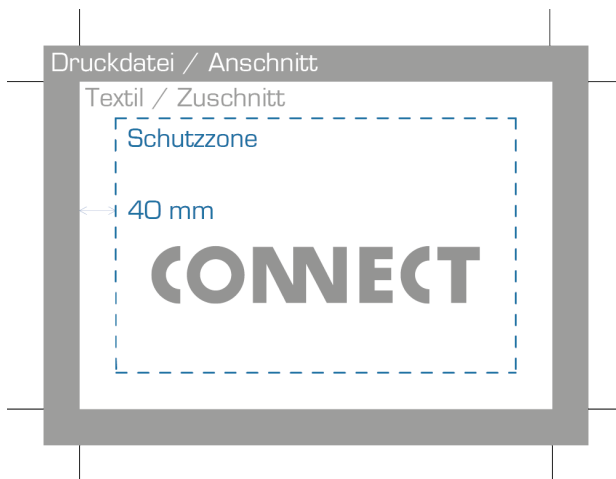 Druckdatei / Anschnitt
Textil / Zuschnitt
Schutzzone
40 mm
CONNECT